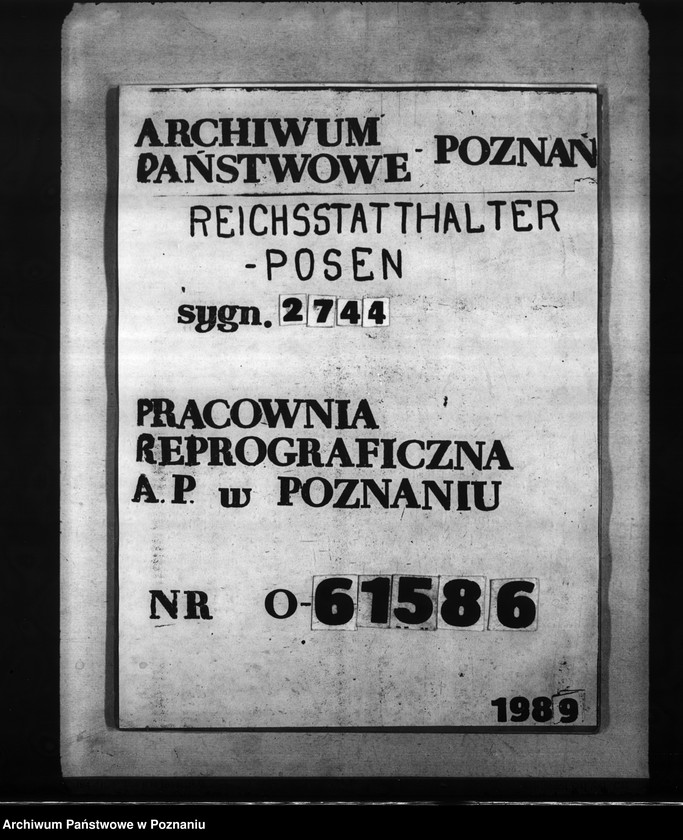 ARCHIWUM
PAŃSTWOWE - POZNAŃ
REICHSSTATTHALTER
-POSEN
sygn. 2744
PRACOWNIA
REPROGRAFICZNA
A.P. w POZNANIU
NR O-61586
1989
Archiwum Państwowe w Poznaniu